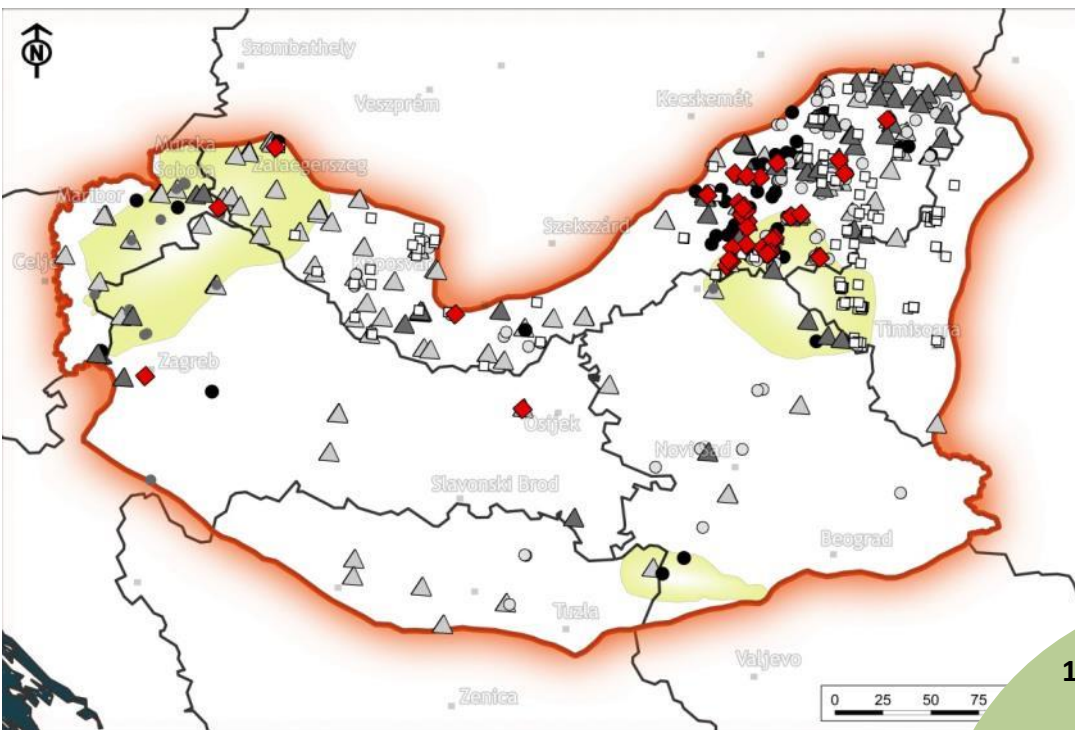 N
Szombathely
Veszprém
Kecskemét
Murska
Sobota
Zalaegerszeg
Maribor
Szekszárd
Celje
Kaposvár
Timisoara
Zagreb
Osijek
Novi Sad
Slavonski Brod
Beograd
Tuzla
Valjevo
Zenica
0 25 50 75
1